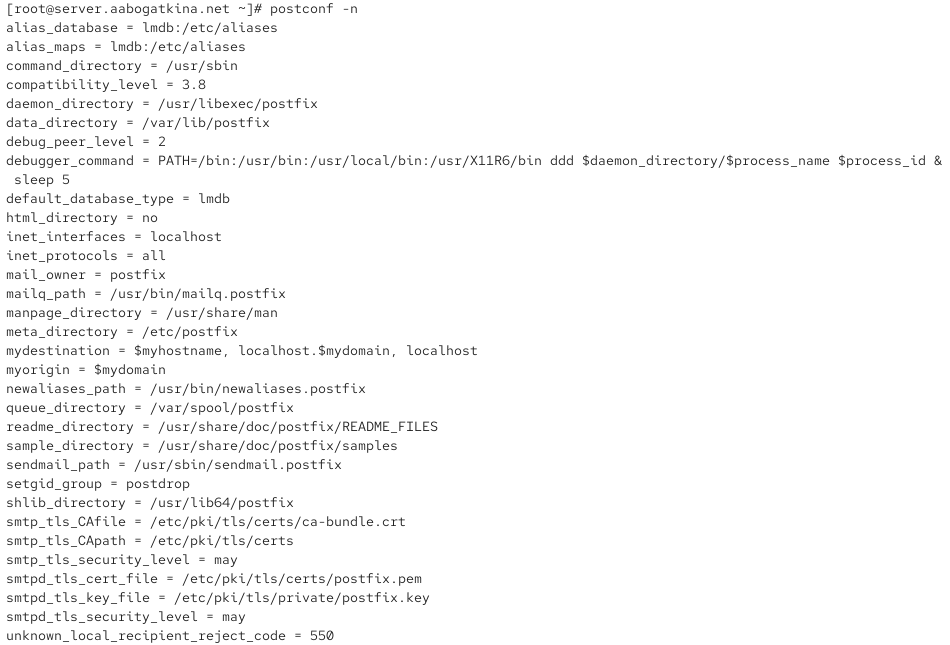 [root@server.aabogatkina.net ~]# postconf -n
alias_database = lmdb:/etc/aliases
alias_maps = lmdb:/etc/aliases
command_directory = /usr/sbin
compatibility_level = 3.8
daemon_directory = /usr/libexec/postfix
data_directory = /var/lib/postfix
debug_peer_level = 2
debugger_command = PATH=/bin:/usr/bin:/usr/local/bin:/usr/X11R6/bin ddd $daemon_directory/$process_name $process_id &
 sleep 5
default_database_type = lmdb
html_directory = no
inet_interfaces = localhost
inet_protocols = all
mail_owner = postfix
mailq_path = /usr/bin/mailq.postfix
manpage_directory = /usr/share/man
meta_directory = /etc/postfix
mydestination = $myhostname, localhost.$mydomain, localhost
myorigin = $mydomain
newaliases_path = /usr/bin/newaliases.postfix
queue_directory = /var/spool/postfix
readme_directory = /usr/share/doc/postfix/README_FILES
sample_directory = /usr/share/doc/postfix/samples
sendmail_path = /usr/sbin/sendmail.postfix
setgid_group = postdrop
shlib_directory = /usr/lib64/postfix
smtp_tls_CAfile = /etc/pki/tls/certs/ca-bundle.crt
smtp_tls_CApath = /etc/pki/tls/certs
smtp_tls_security_level = may
smtpd_tls_cert_file = /etc/pki/tls/certs/postfix.pem
smtpd_tls_key_file = /etc/pki/tls/private/postfix.key
smtpd_tls_security_level = may
unknown_local_recipient_reject_code = 550